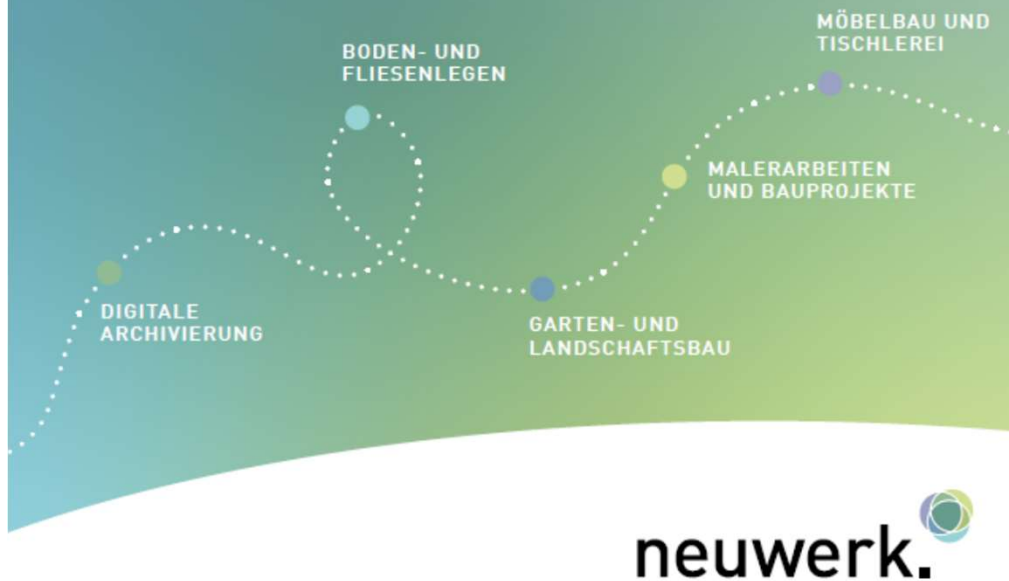 BODEN- UND
FLIESENLEGEN
MÖBELBAU UND
TISCHLEREI
MALERARBEITEN
UND BAUPROJEKTE
DIGITALE
ARCHIVIERUNG
GARTEN- UND
LANDSCHAFTSBAU
neuwerk.